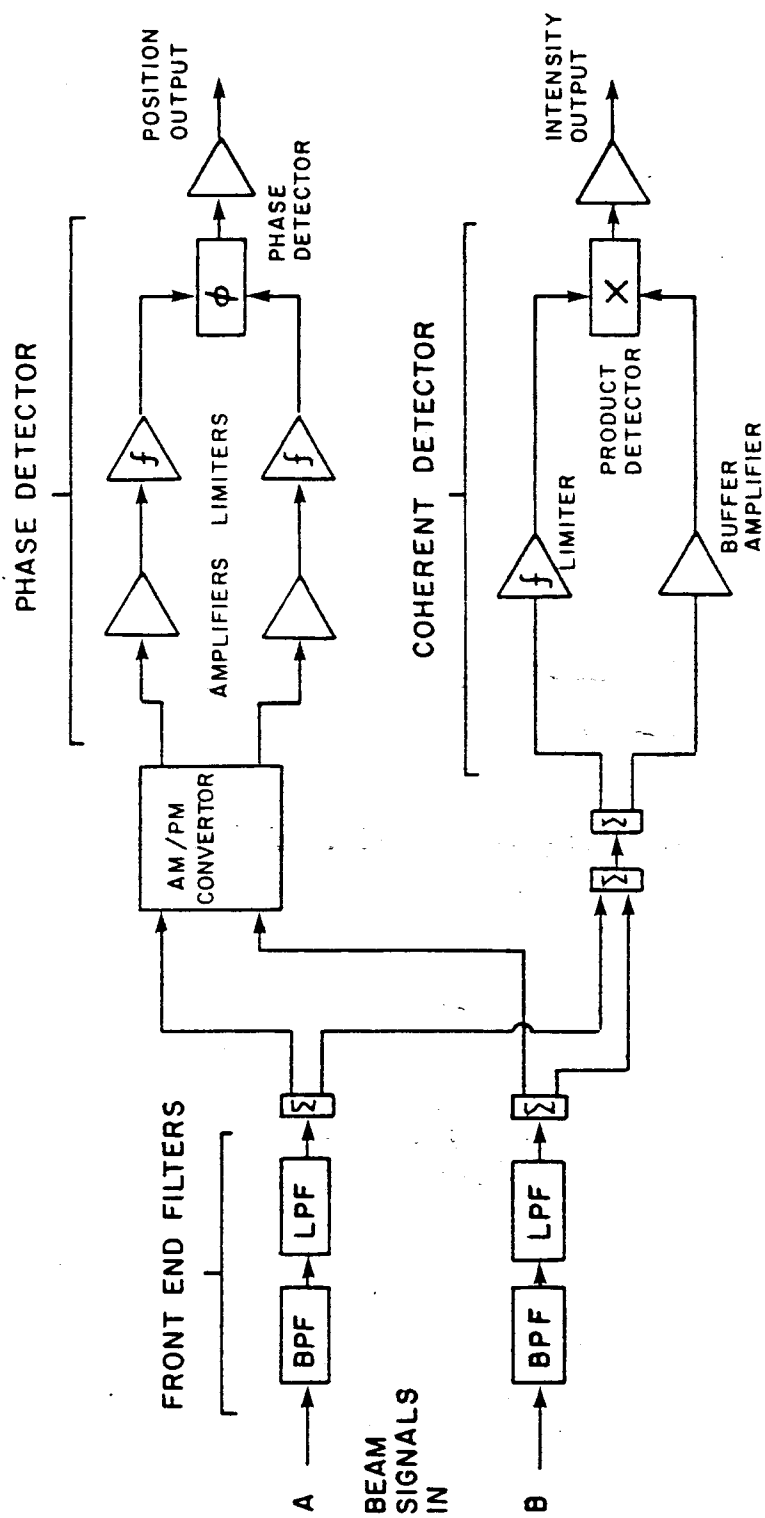 FRONT END FILTERS
A
BPF
LPF
Σ
BEAM
SIGNALS
IN
B
BPF
LPF
Σ
AM/PM
CONVERTOR
PHASE DETECTOR
AMPLIFIERS
LIMITERS
f
f
ϕ
PHASE
DETECTOR
POSITION
OUTPUT
Σ
Σ
COHERENT DETECTOR
f
LIMITER
BUFFER
AMPLIFIER
PRODUCT
DETECTOR
X
INTENSITY
OUTPUT